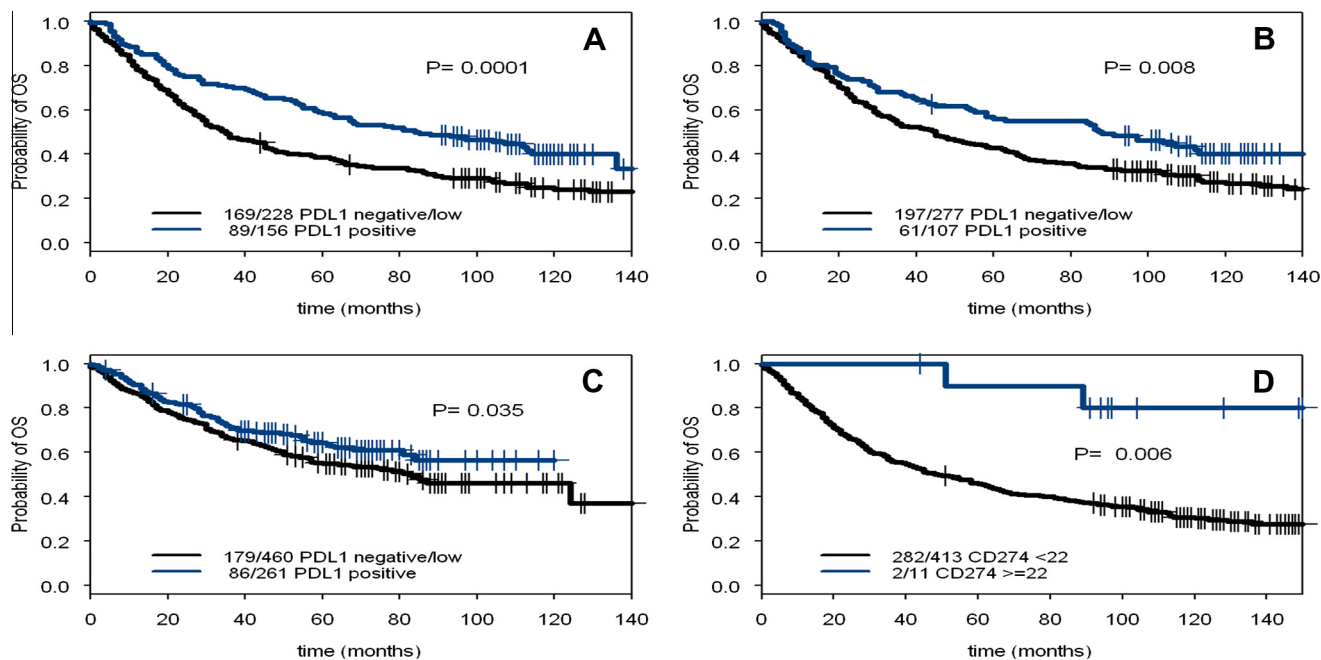 A
P= 0.0001
Probability of OS
1.0
0.8
0.6
0.4
0.2
0.0
169/228 PDL1 negative/low
89/156 PDL1 positive
0 20 40 60 80 100 120 140
time (months)
B
P= 0.008
Probability of OS
1.0
0.8
0.6
0.4
0.2
0.0
197/277 PDL1 negative/low
61/107 PDL1 positive
0 20 40 60 80 100 120 140
time (months)
C
P= 0.035
Probability of OS
1.0
0.8
0.6
0.4
0.2
0.0
179/460 PDL1 negative/low
86/261 PDL1 positive
0 20 40 60 80 100 120 140
time (months)
D
P= 0.006
Probability of OS
1.0
0.8
0.6
0.4
0.2
0.0
282/413 CD274 <22
2/11 CD274 >=22
0 20 40 60 80 100 120 140
time (months)